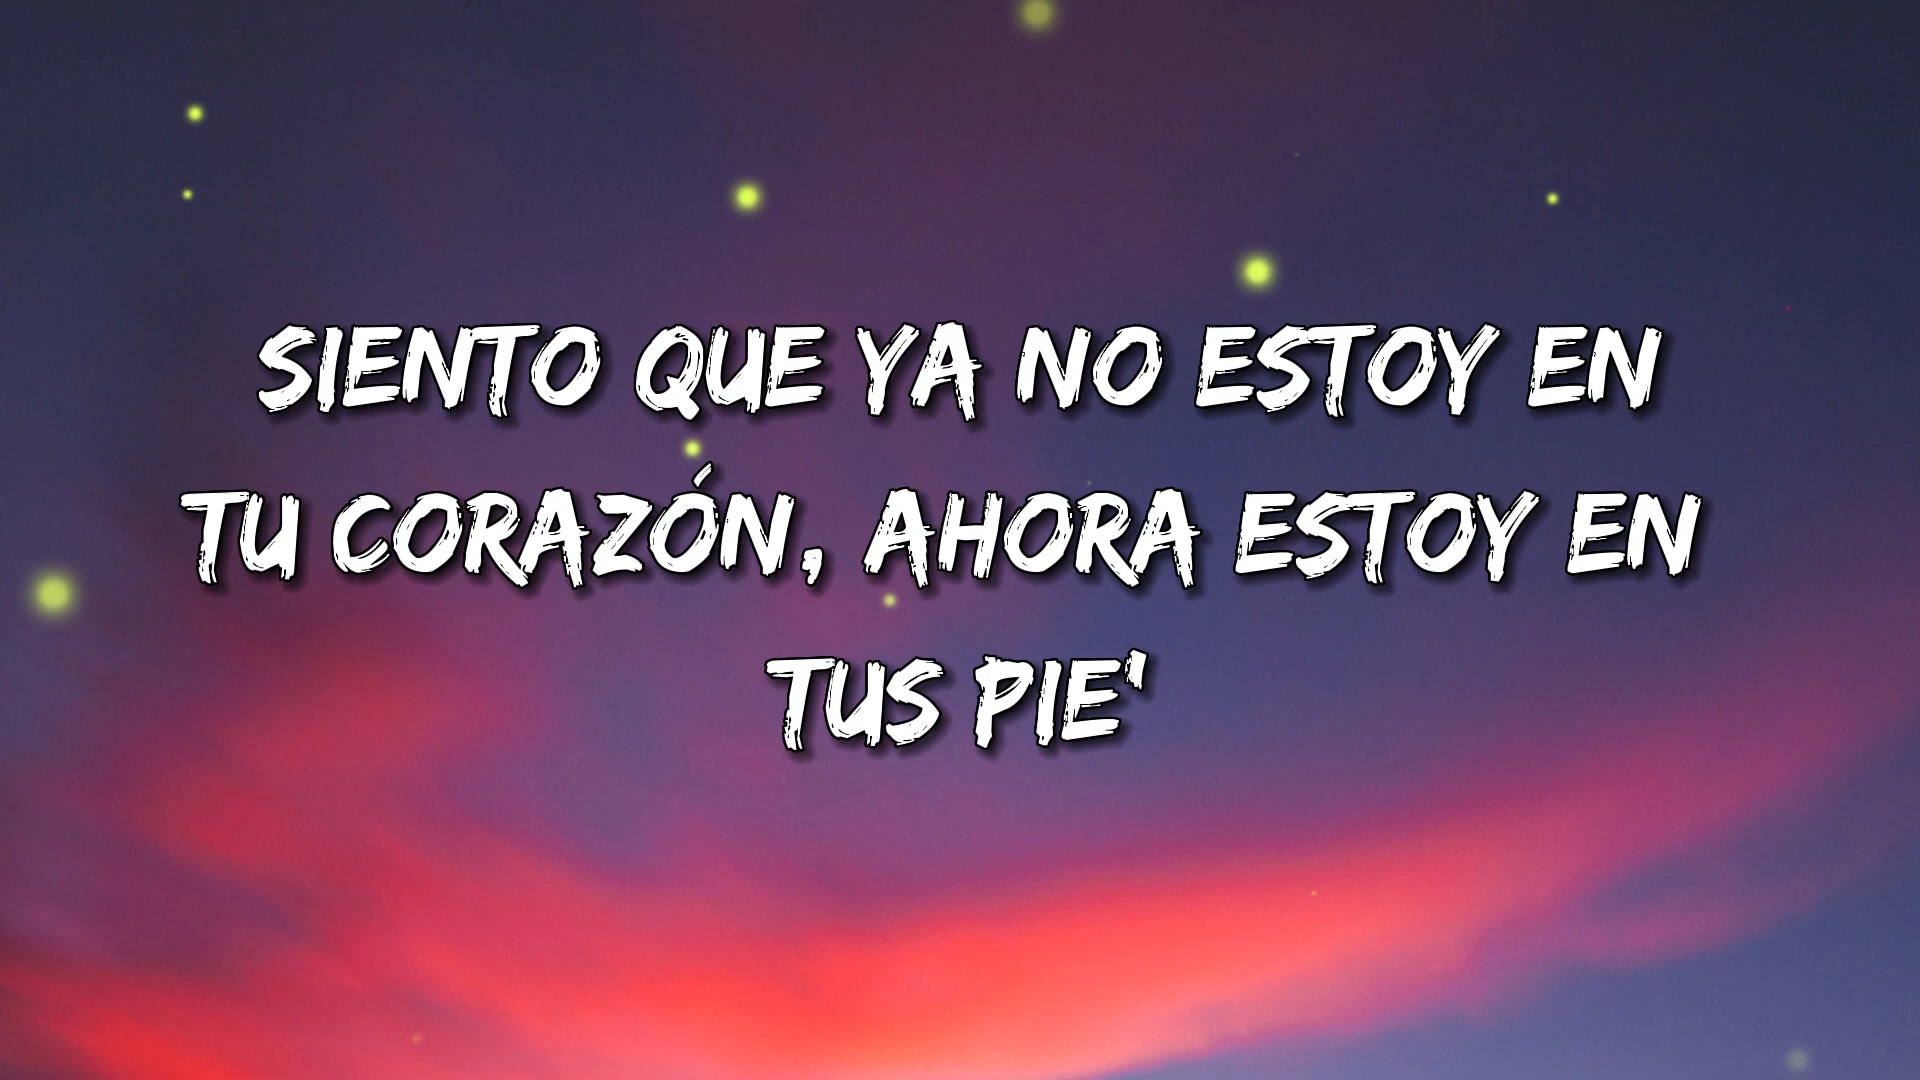 SIENTO QUE YA NO ESTOY EN
TU CORAZÓN, AHORA ESTOY EN
TUS PIE'